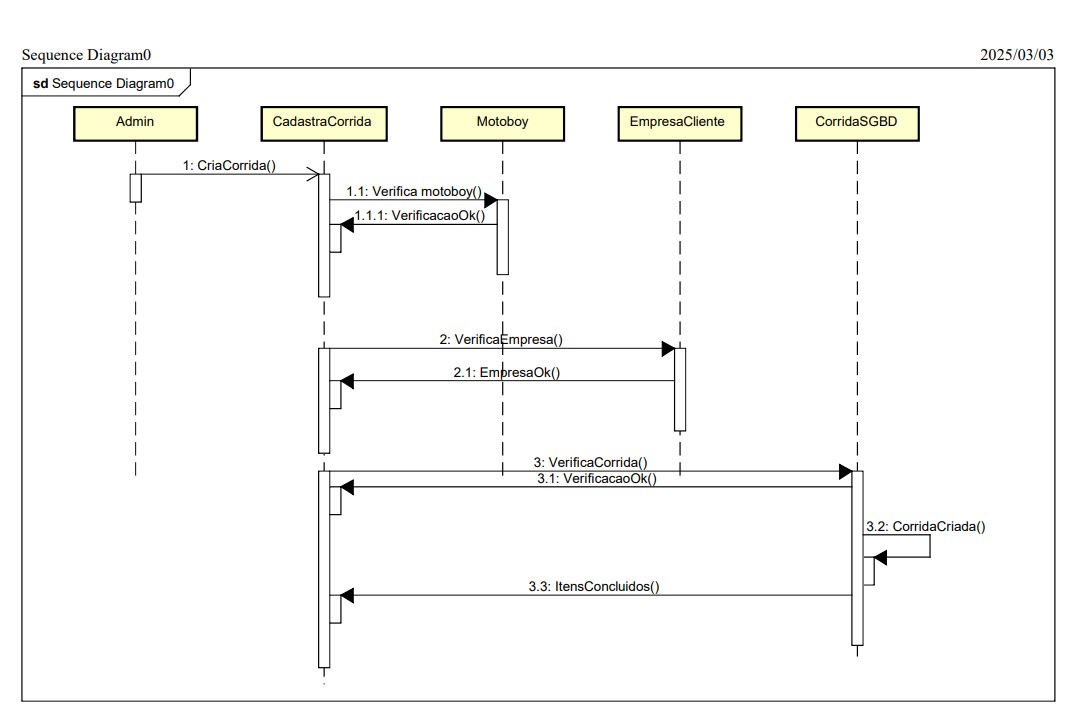 Sequence Diagram0
2025/03/03
sd Sequence Diagram0
Admin
CadastraCorrida
Motoboy
EmpresaCliente
CorridaSGBD
1: CriaCorrida()
1.1: Verifica motoboy()
1.1.1: VerificacaoOk()
2: VerificaEmpresa()
2.1: EmpresaOk()
3: VerificaCorrida()
3.1: VerificacaoOk()
3.2: CorridaCriada()
3.3: ItensConcluidos()